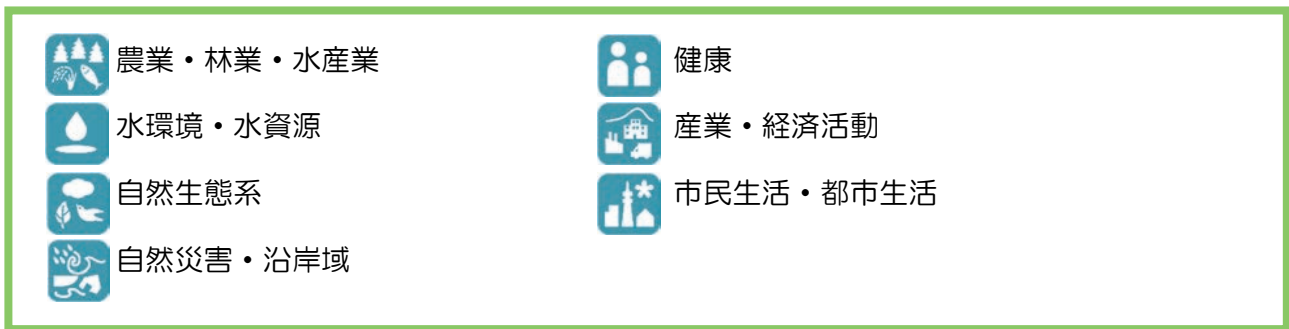 農業・林業・水産業
水環境・水資源
自然生態系
自然災害・沿岸域
健康
産業・経済活動
市民生活・都市生活